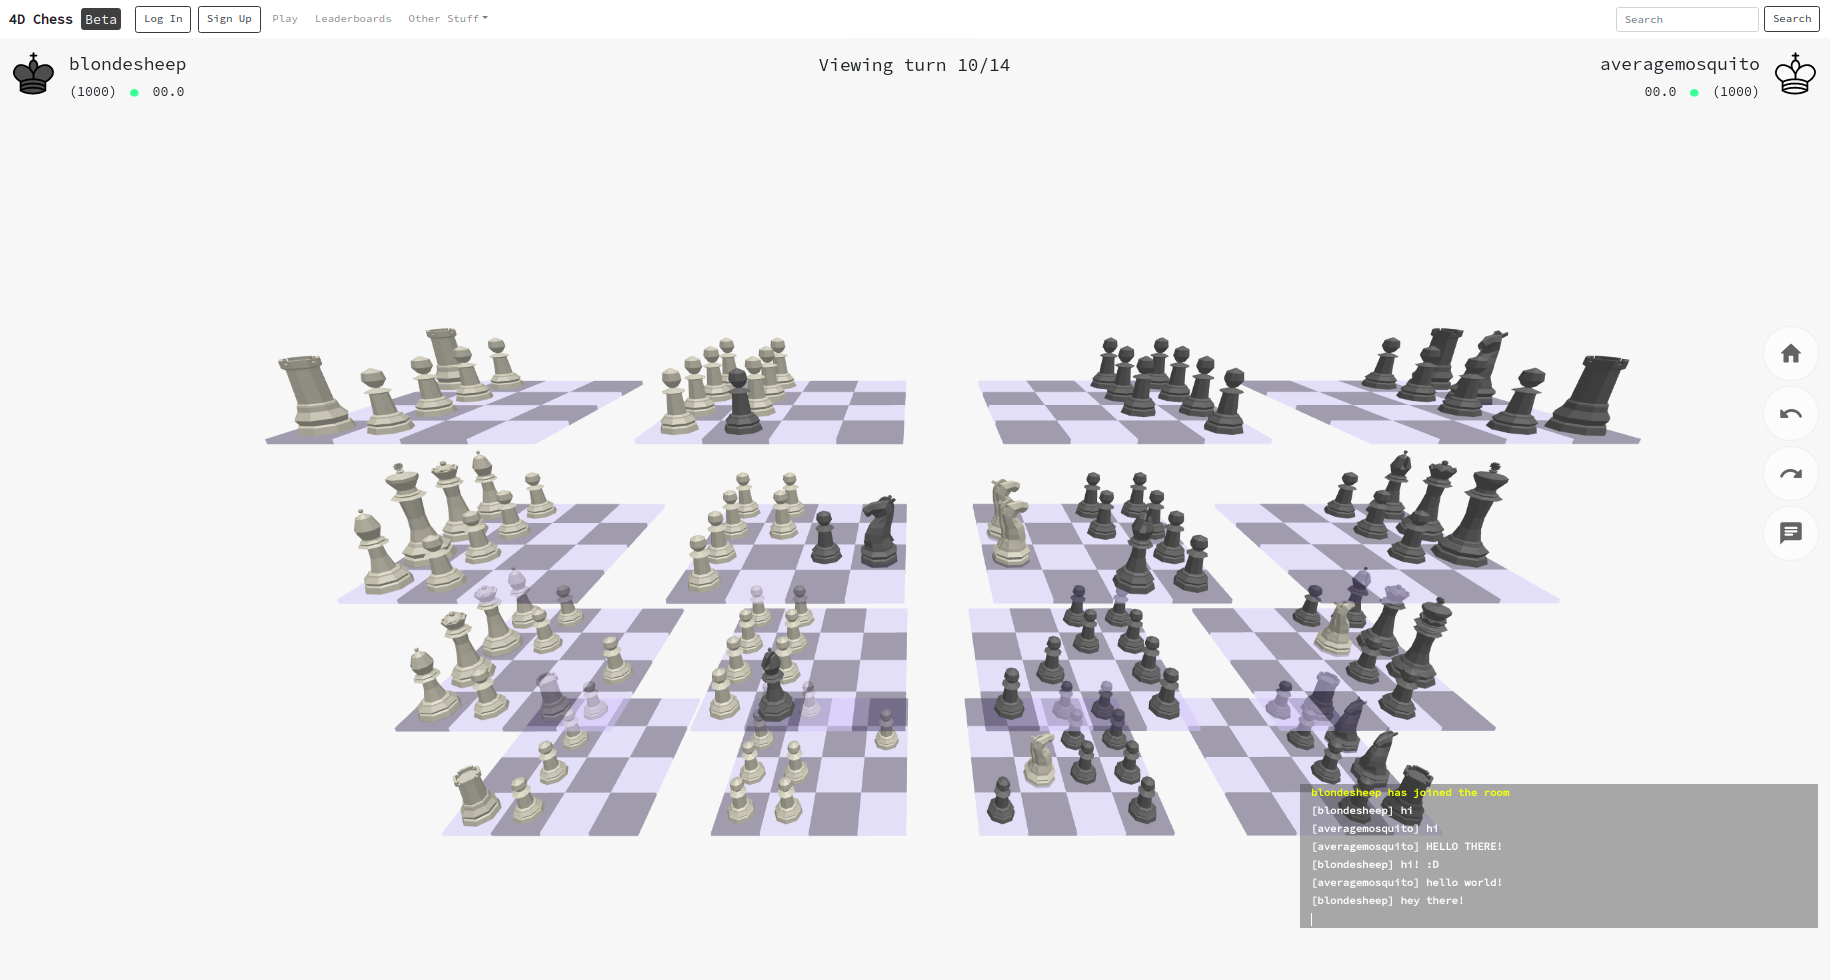 4D Chess Beta Log In Sign Up Play Leaderboards Other Stuff Search Search
blondesheep
(1000) 00.0
Viewing turn 10/14
averagemosquito
00.0 (1000)
blondesheep has joined the room
[blondesheep] hi
[averagemosquito] hi
[averagemosquito] HELLO THERE!
[blondesheep] hi! :D
[averagemosquito] hello world!
[blondesheep] hey there!